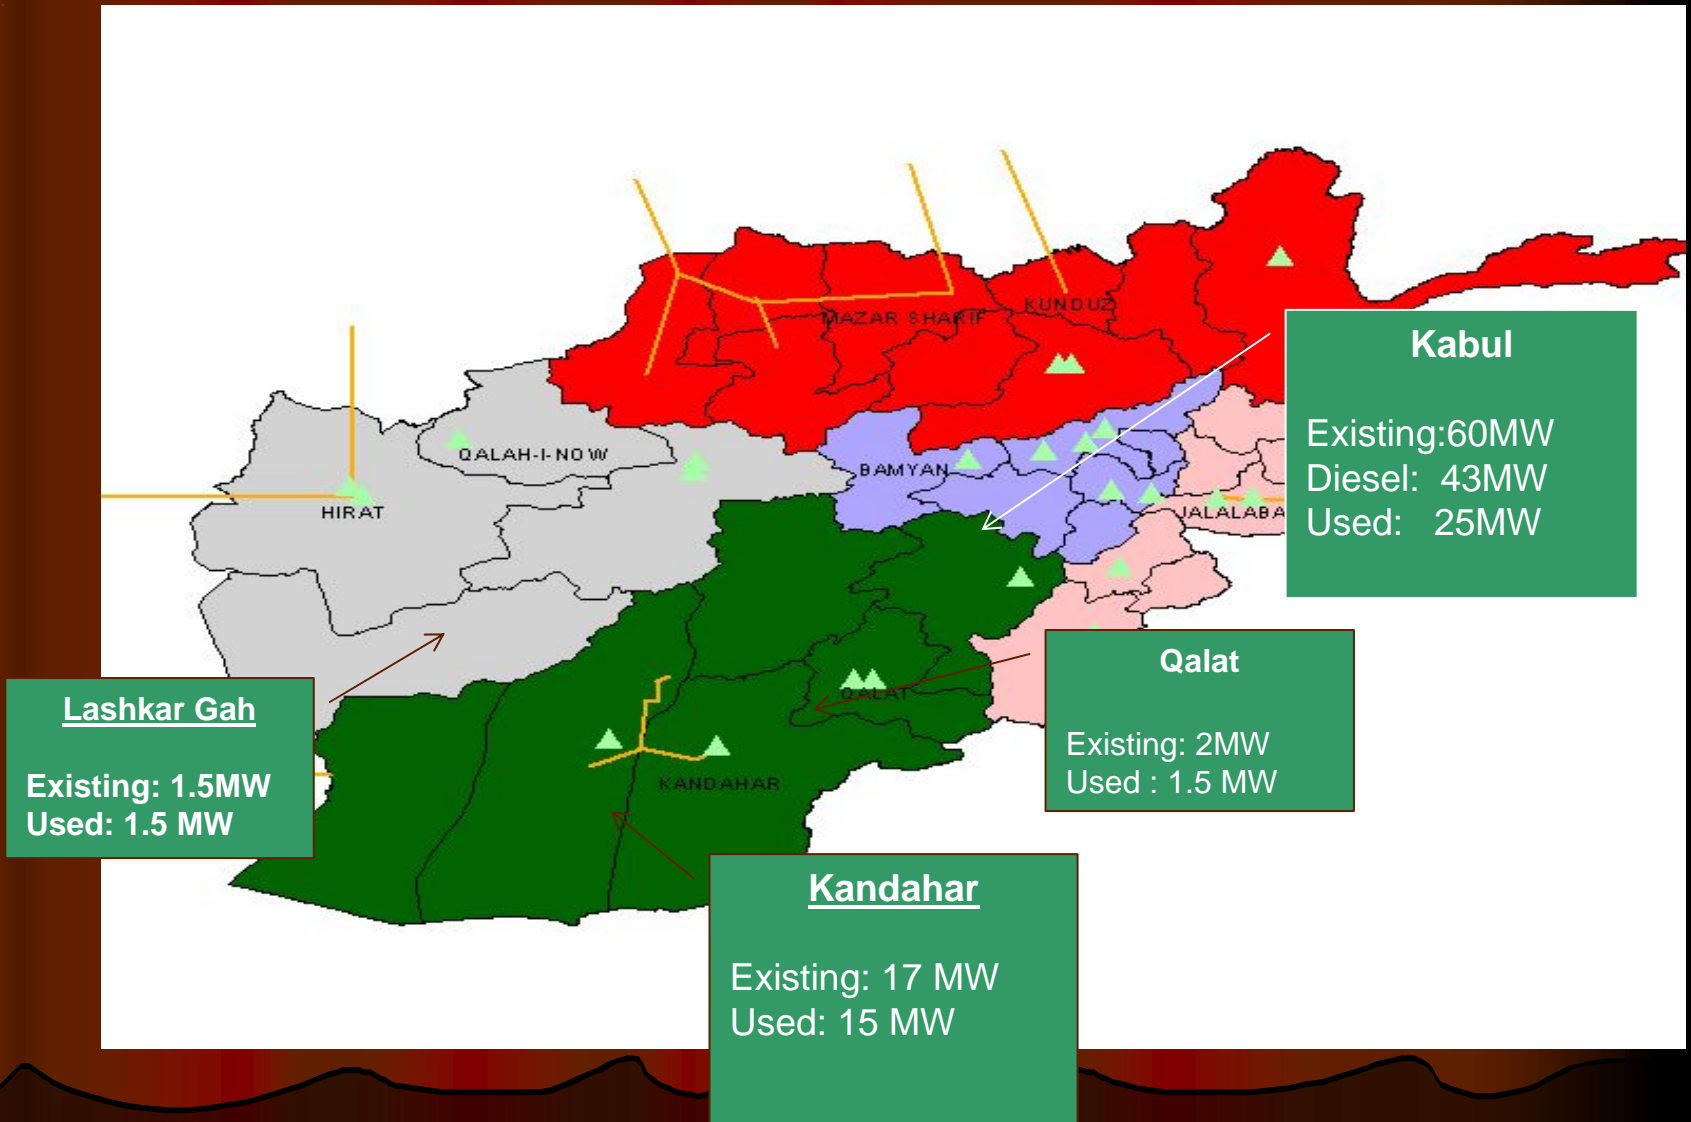 MAZAR SHARIF
KUNDUZ
QALAH-I-NOW
BAMYAN
HIRAT
JALALABA
QALAT
KANDAHAR
Kabul
Existing:60MW
Diesel: 43MW
Used: 25MW
Qalat
Existing: 2MW
Used : 1.5 MW
Lashkar Gah
Existing: 1.5MW
Used: 1.5 MW
Kandahar
Existing: 17 MW
Used: 15 MW